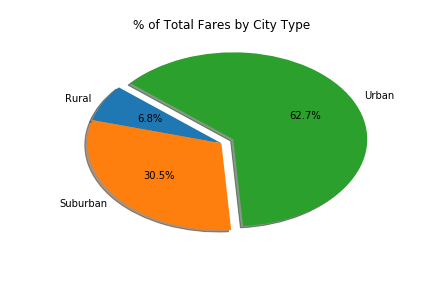 % of Total Fares by City Type
Urban
Rural
6.8%
62.7%
30.5%
Suburban